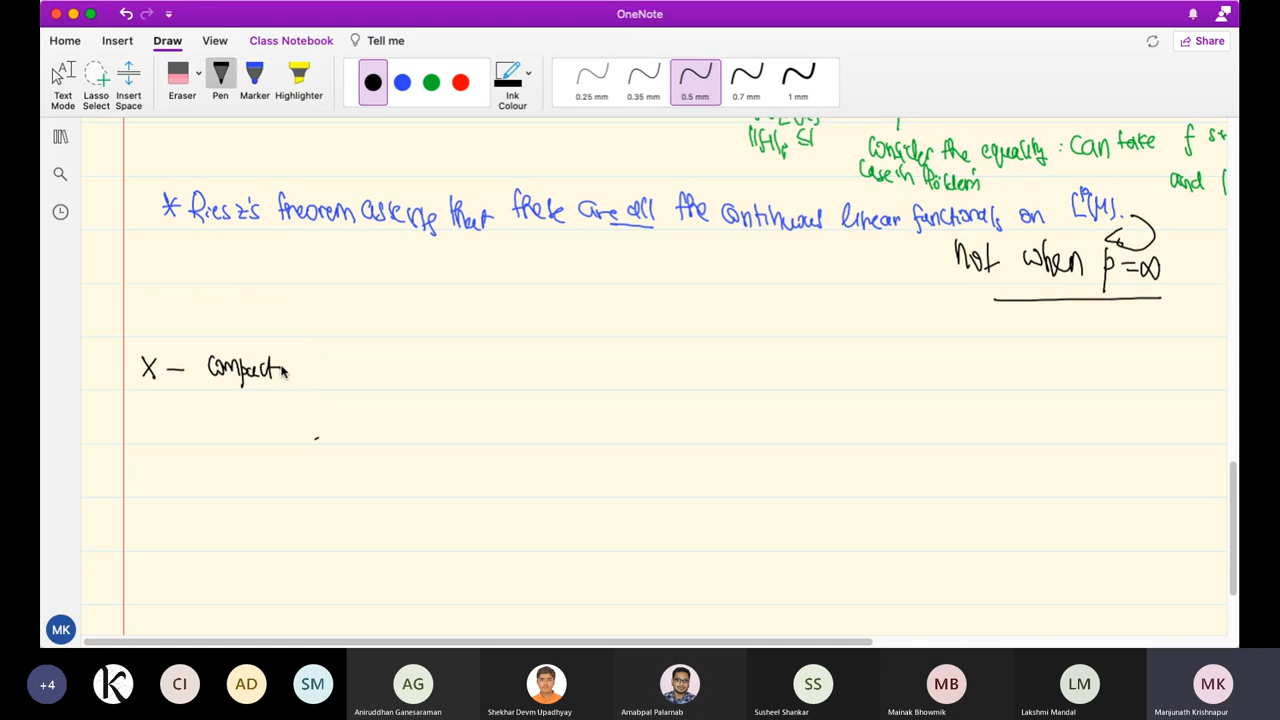 OneNote
Home Insert Draw View Class Notebook Tell me Share
Text Mode Lasso Select Insert Space Eraser Pen Marker Highlighter Ink Colour 0.25 mm 0.35 mm 0.5 mm 0.7 mm 1 mm
‖f‖p ≤1
Consider the equality : Can take f
Case in Problem and
* Riesz's theorem asserts that these are all the continuous linear functionals on Lᵖ(μ).
Not when p=∞
X – compact
MK
+4 CI AD SM AG SS MB LM MK
Aniruddhan Ganesaraman Shekhar Devm Upadhyay Arnabpal Palarnab Susheel Shankar Mainak Bhowmik Lakshmi Mandal Manjunath Krishnapur